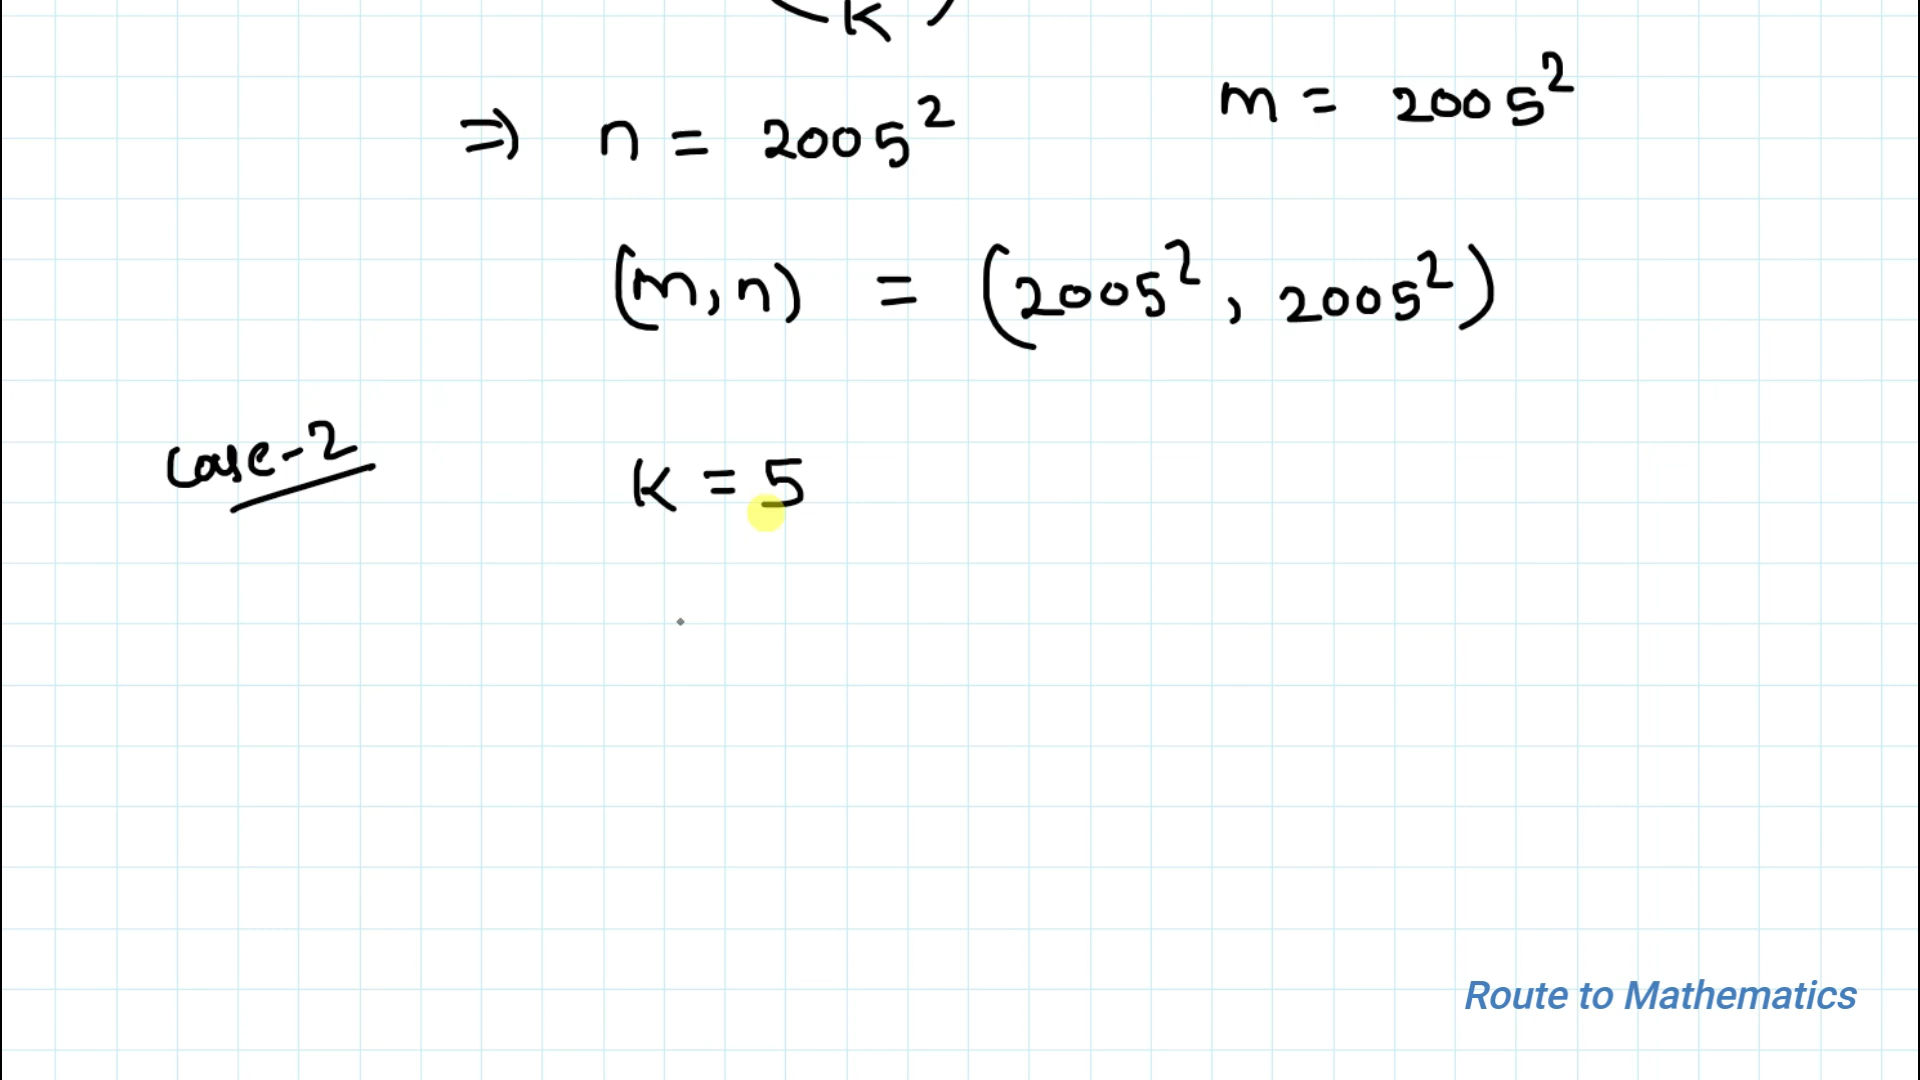 K )
⇒ n = 2005² m = 2005²
(m,n) = (2005², 2005²)
Case-2 K = 5
Route to Mathematics